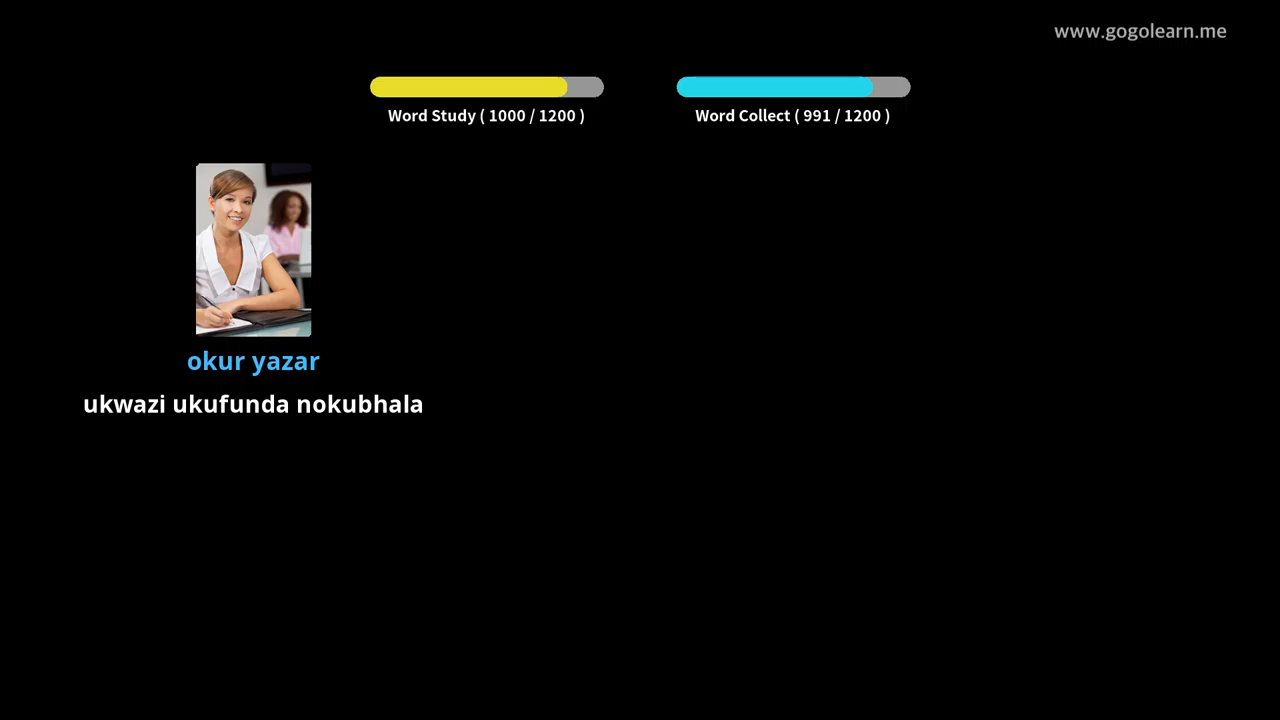 www.gogolearn.me
Word Study ( 1000 / 1200 )
Word Collect ( 991 / 1200 )
okur yazar
ukwazi ukufunda nokubhala